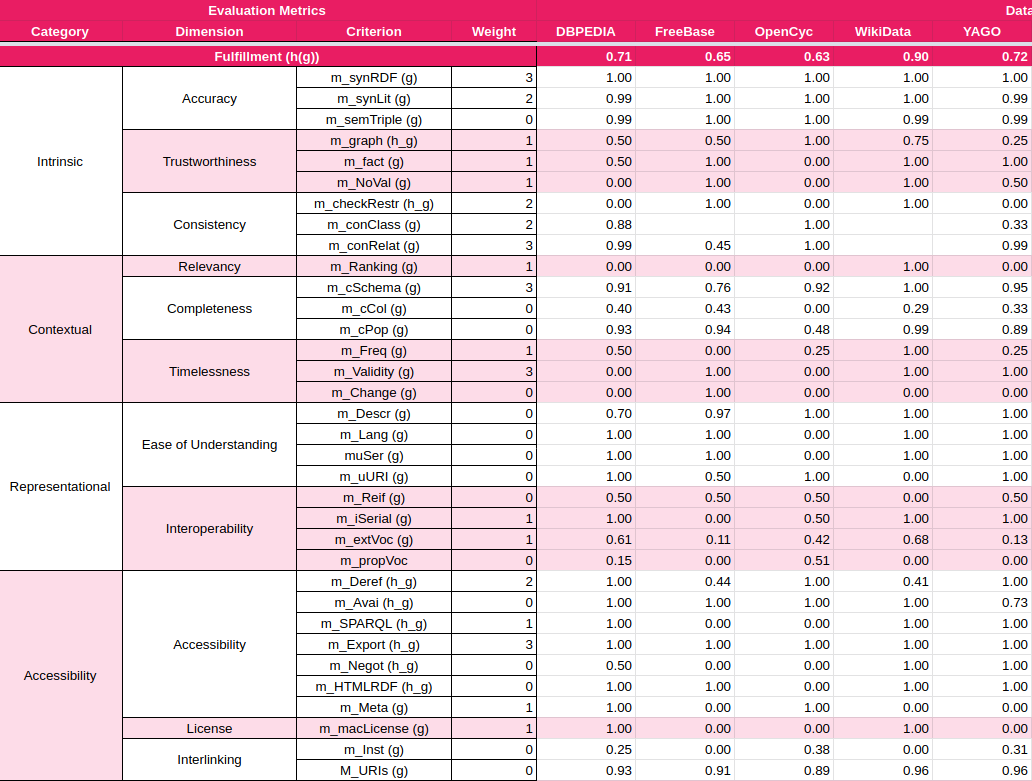 Evaluation Metrics Data
Category Dimension Criterion Weight DBPEDIA FreeBase OpenCyc WikiData YAGO
Fulfillment (h(g)) 0.71 0.65 0.63 0.90 0.72
m_synRDF (g) 3 1.00 1.00 1.00 1.00 1.00
Accuracy m_synLit (g) 2 0.99 1.00 1.00 1.00 0.99
m_semTriple (g) 0 0.99 1.00 1.00 0.99 0.99
m_graph (h_g) 1 0.50 0.50 1.00 0.75 0.25
Intrinsic Trustworthiness m_fact (g) 1 0.50 1.00 0.00 1.00 1.00
m_NoVal (g) 1 0.00 1.00 0.00 1.00 0.50
m_checkRestr (h_g) 2 0.00 1.00 0.00 1.00 0.00
Consistency m_conClass (g) 2 0.88 1.00 0.33
m_conRelat (g) 3 0.99 0.45 1.00 0.99
Relevancy m_Ranking (g) 1 0.00 0.00 0.00 1.00 0.00
m_cSchema (g) 3 0.91 0.76 0.92 1.00 0.95
Completeness m_cCol (g) 0 0.40 0.43 0.00 0.29 0.33
Contextual m_cPop (g) 0 0.93 0.94 0.48 0.99 0.89
m_Freq (g) 1 0.50 0.00 0.25 1.00 0.25
Timelessness m_Validity (g) 3 0.00 1.00 0.00 1.00 1.00
m_Change (g) 0 0.00 1.00 0.00 0.00 0.00
m_Descr (g) 0 0.70 0.97 1.00 1.00 1.00
m_Lang (g) 0 1.00 1.00 0.00 1.00 1.00
Ease of Understanding
muSer (g) 0 1.00 1.00 0.00 1.00 1.00
m_uURI (g) 0 1.00 0.50 1.00 0.00 1.00
Representational
m_Reif (g) 0 0.50 0.50 0.50 0.00 0.50
m_iSerial (g) 1 1.00 0.00 0.50 1.00 1.00
Interoperability
m_extVoc (g) 1 0.61 0.11 0.42 0.68 0.13
m_propVoc 0 0.15 0.00 0.51 0.00 0.00
m_Deref (h_g) 2 1.00 0.44 1.00 0.41 1.00
m_Avai (h_g) 0 1.00 1.00 1.00 1.00 0.73
m_SPARQL (h_g) 1 1.00 0.00 0.00 1.00 1.00
Accessibility m_Export (h_g) 3 1.00 1.00 1.00 1.00 1.00
m_Negot (h_g) 0 0.50 0.00 0.00 1.00 0.00
Accessibility
m_HTMLRDF (h_g) 0 1.00 1.00 0.00 1.00 1.00
m_Meta (g) 1 1.00 0.00 1.00 0.00 0.00
License m_macLicense (g) 1 1.00 0.00 0.00 1.00 0.00
m_Inst (g) 0 0.25 0.00 0.38 0.00 0.31
Interlinking
M_URIs (g) 0 0.93 0.91 0.89 0.96 0.96